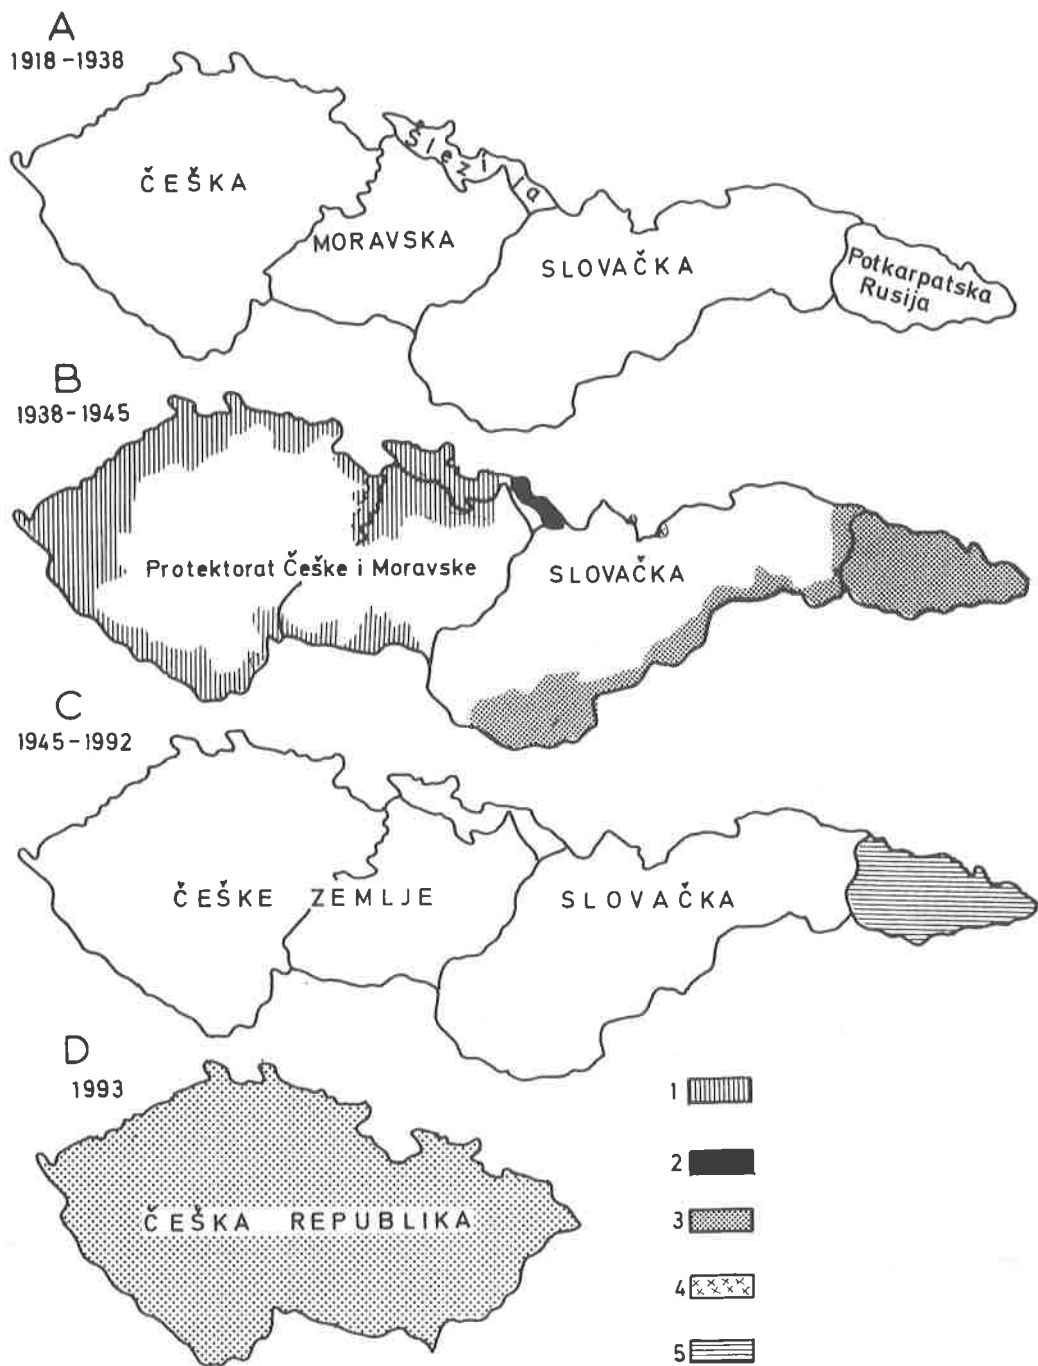 A
1918-1938
ČEŠKA
Šlezija
MORAVSKA
SLOVAČKA
Potkarpatska
Rusija
B
1938-1945
Protektorat Češke i Moravske
SLOVAČKA
C
1945-1992
ČEŠKE ZEMLJE
SLOVAČKA
D
1993
ČEŠKA REPUBLIKA
1
2
3
4
5